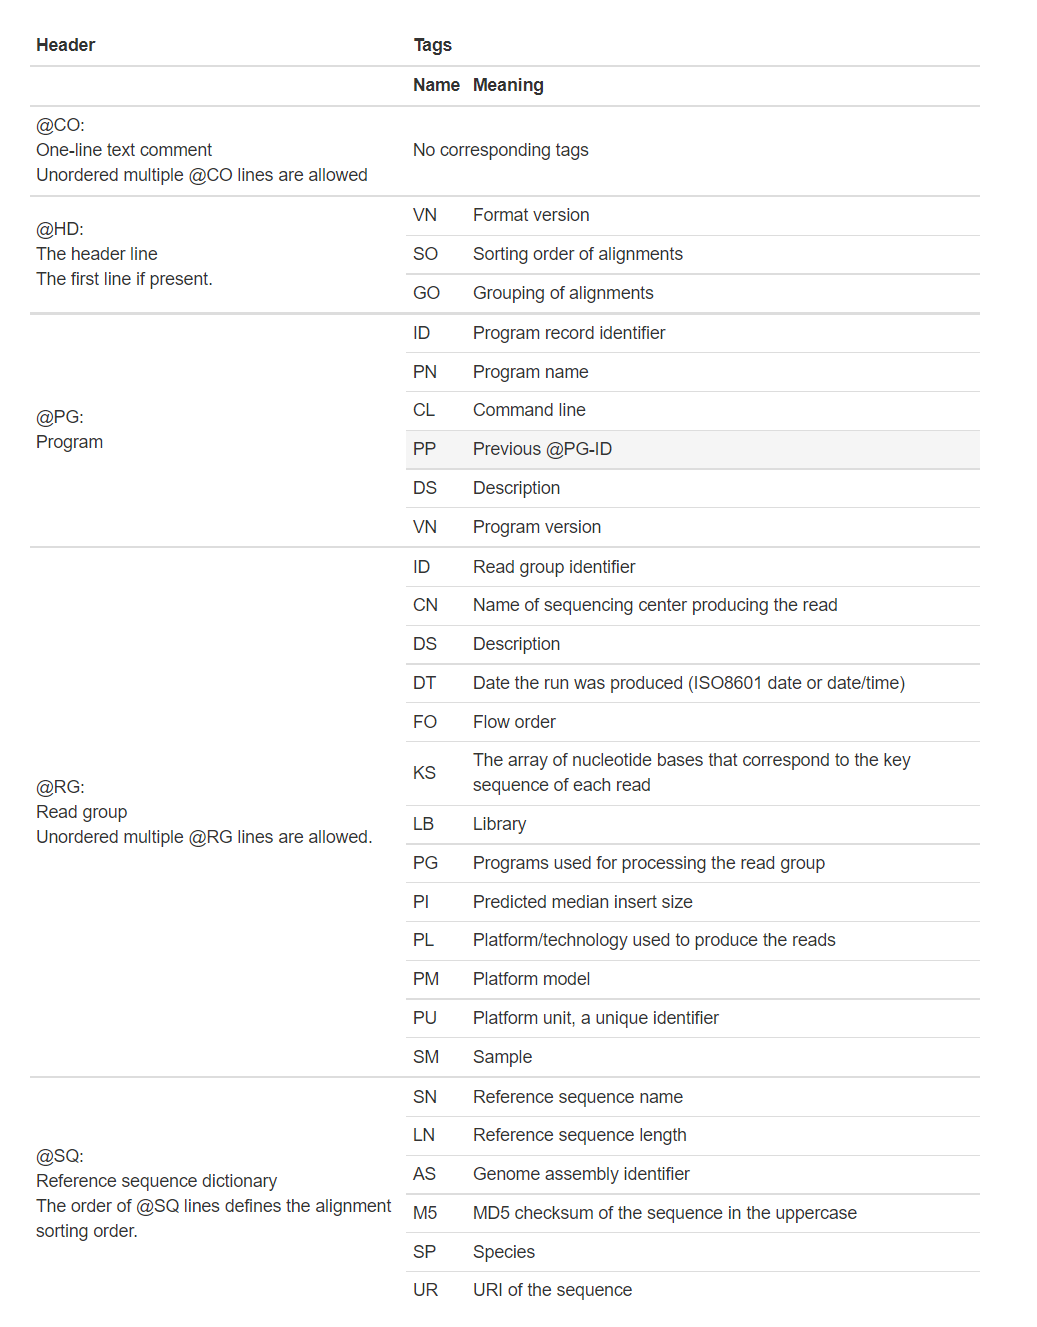 Header Tags
Name Meaning
@CO:
One-line text comment
Unordered multiple @CO lines are allowed
No corresponding tags
@HD:
The header line
The first line if present.
VN Format version
SO Sorting order of alignments
GO Grouping of alignments
@PG:
Program
ID Program record identifier
PN Program name
CL Command line
PP Previous @PG-ID
DS Description
VN Program version
@RG:
Read group
Unordered multiple @RG lines are allowed.
ID Read group identifier
CN Name of sequencing center producing the read
DS Description
DT Date the run was produced (ISO8601 date or date/time)
FO Flow order
KS The array of nucleotide bases that correspond to the key
sequence of each read
LB Library
PG Programs used for processing the read group
PI Predicted median insert size
PL Platform/technology used to produce the reads
PM Platform model
PU Platform unit, a unique identifier
SM Sample
@SQ:
Reference sequence dictionary
The order of @SQ lines defines the alignment
sorting order.
SN Reference sequence name
LN Reference sequence length
AS Genome assembly identifier
M5 MD5 checksum of the sequence in the uppercase
SP Species
UR URI of the sequence